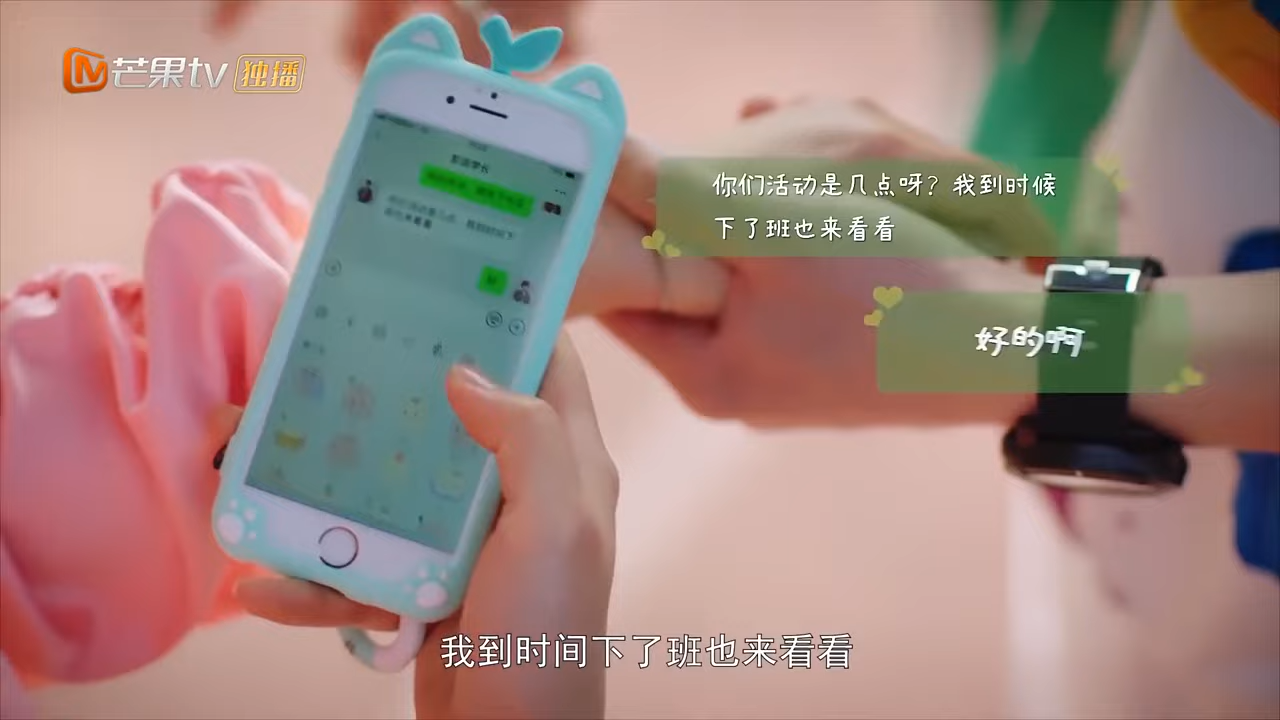 芒果tv 独播
你们活动是几点呀？我到时候
下了班也来看看
好的啊
我到时间下了班也来看看